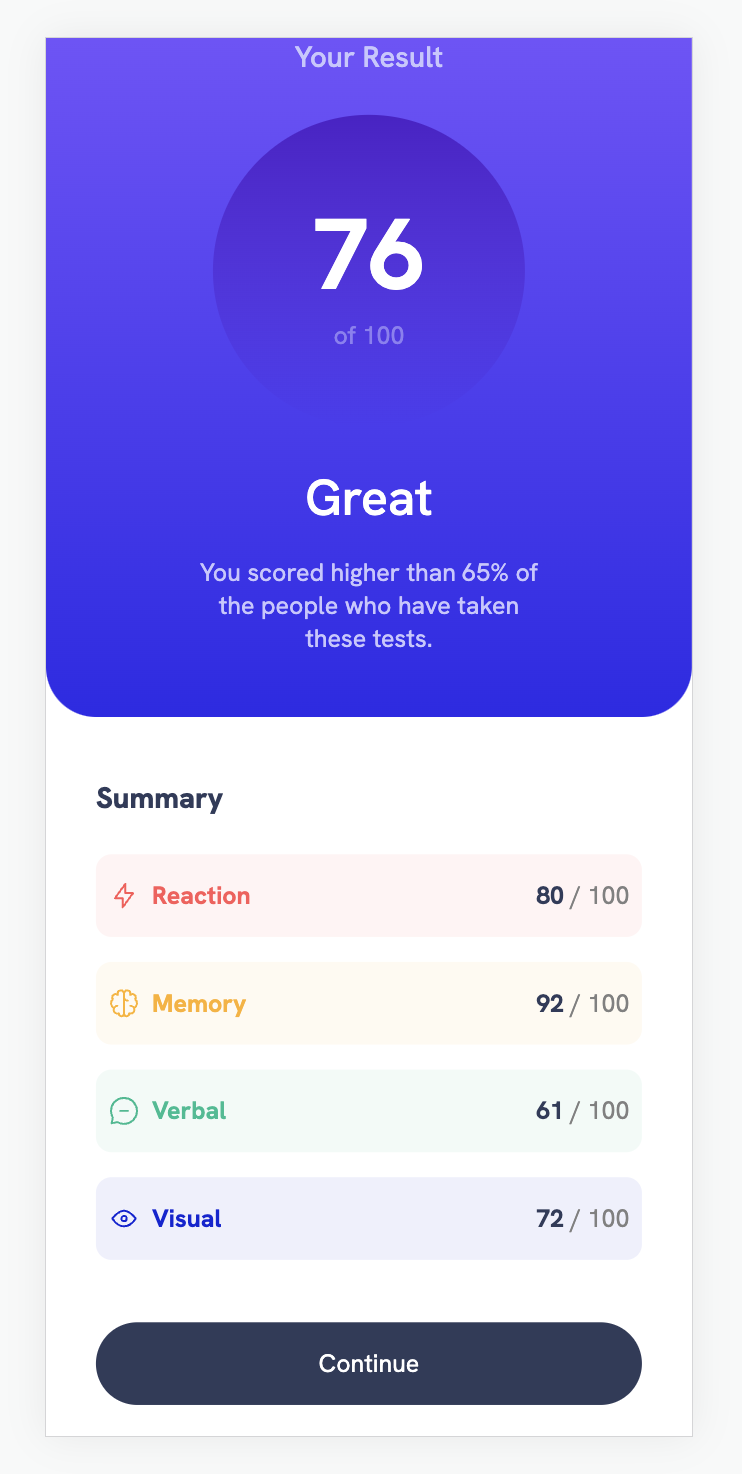 Your Result
76
of 100
Great
You scored higher than 65% of
the people who have taken
these tests.
Summary
Reaction 80 / 100
Memory 92 / 100
Verbal 61 / 100
Visual 72 / 100
Continue